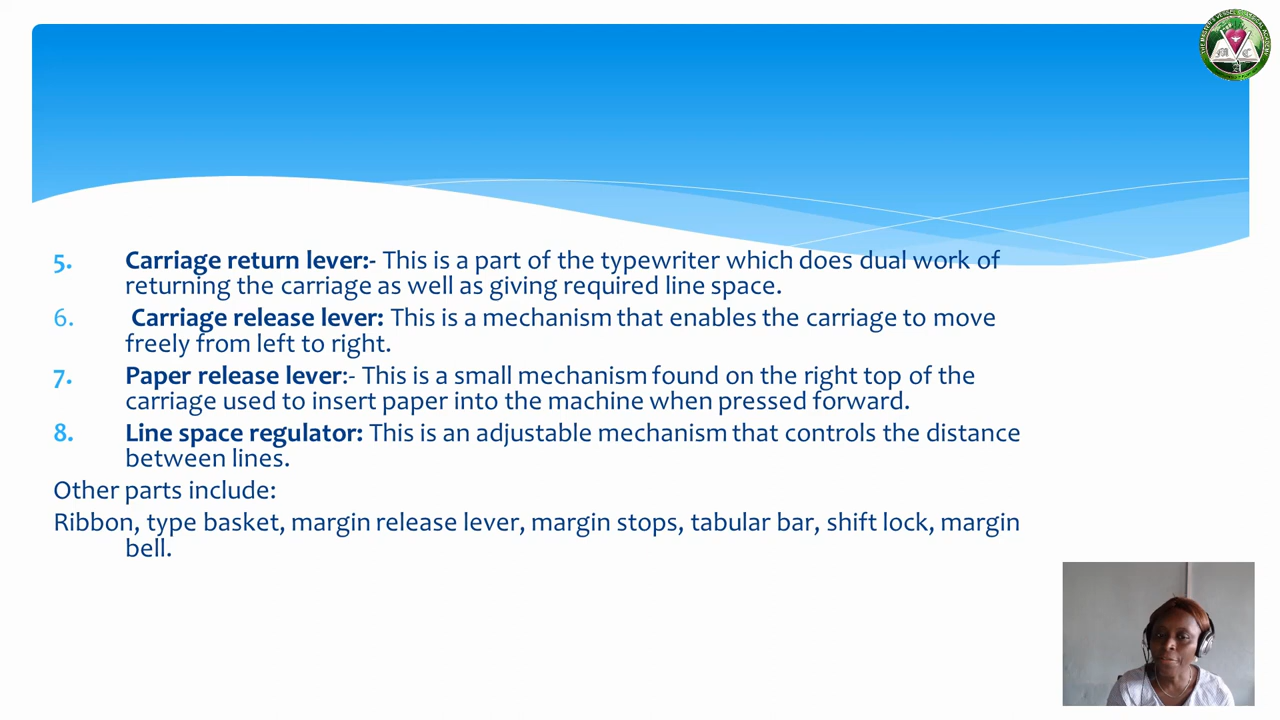 5. Carriage return lever:- This is a part of the typewriter which does dual work of
returning the carriage as well as giving required line space.
6. Carriage release lever: This is a mechanism that enables the carriage to move
freely from left to right.
7. Paper release lever:- This is a small mechanism found on the right top of the
carriage used to insert paper into the machine when pressed forward.
8. Line space regulator: This is an adjustable mechanism that controls the distance
between lines.
Other parts include:
Ribbon, type basket, margin release lever, margin stops, tabular bar, shift lock, margin
bell.